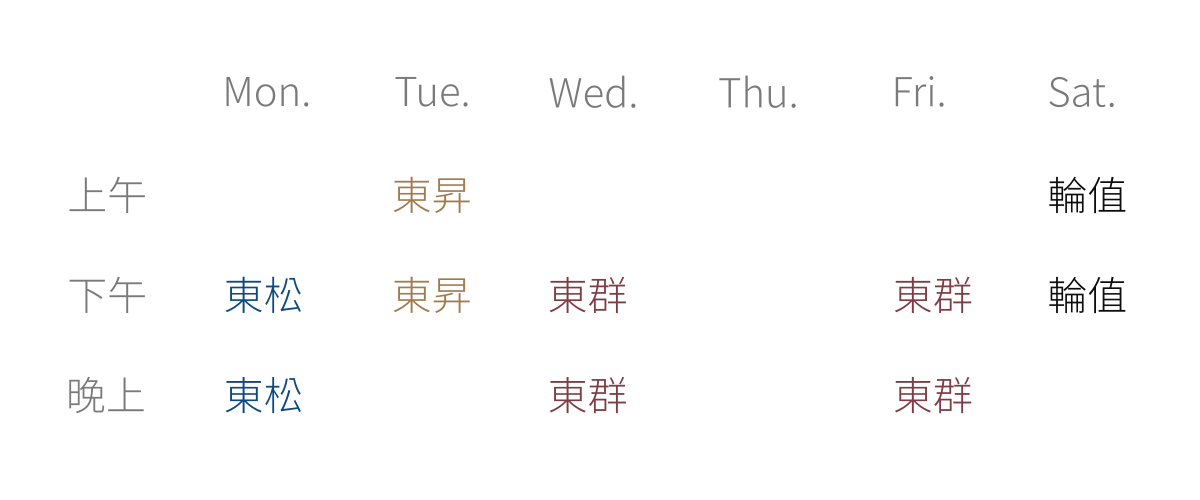 Mon. Tue. Wed. Thu. Fri. Sat.
上午 東昇 輪值
下午 東松 東昇 東群 東群 輪值
晚上 東松 東群 東群